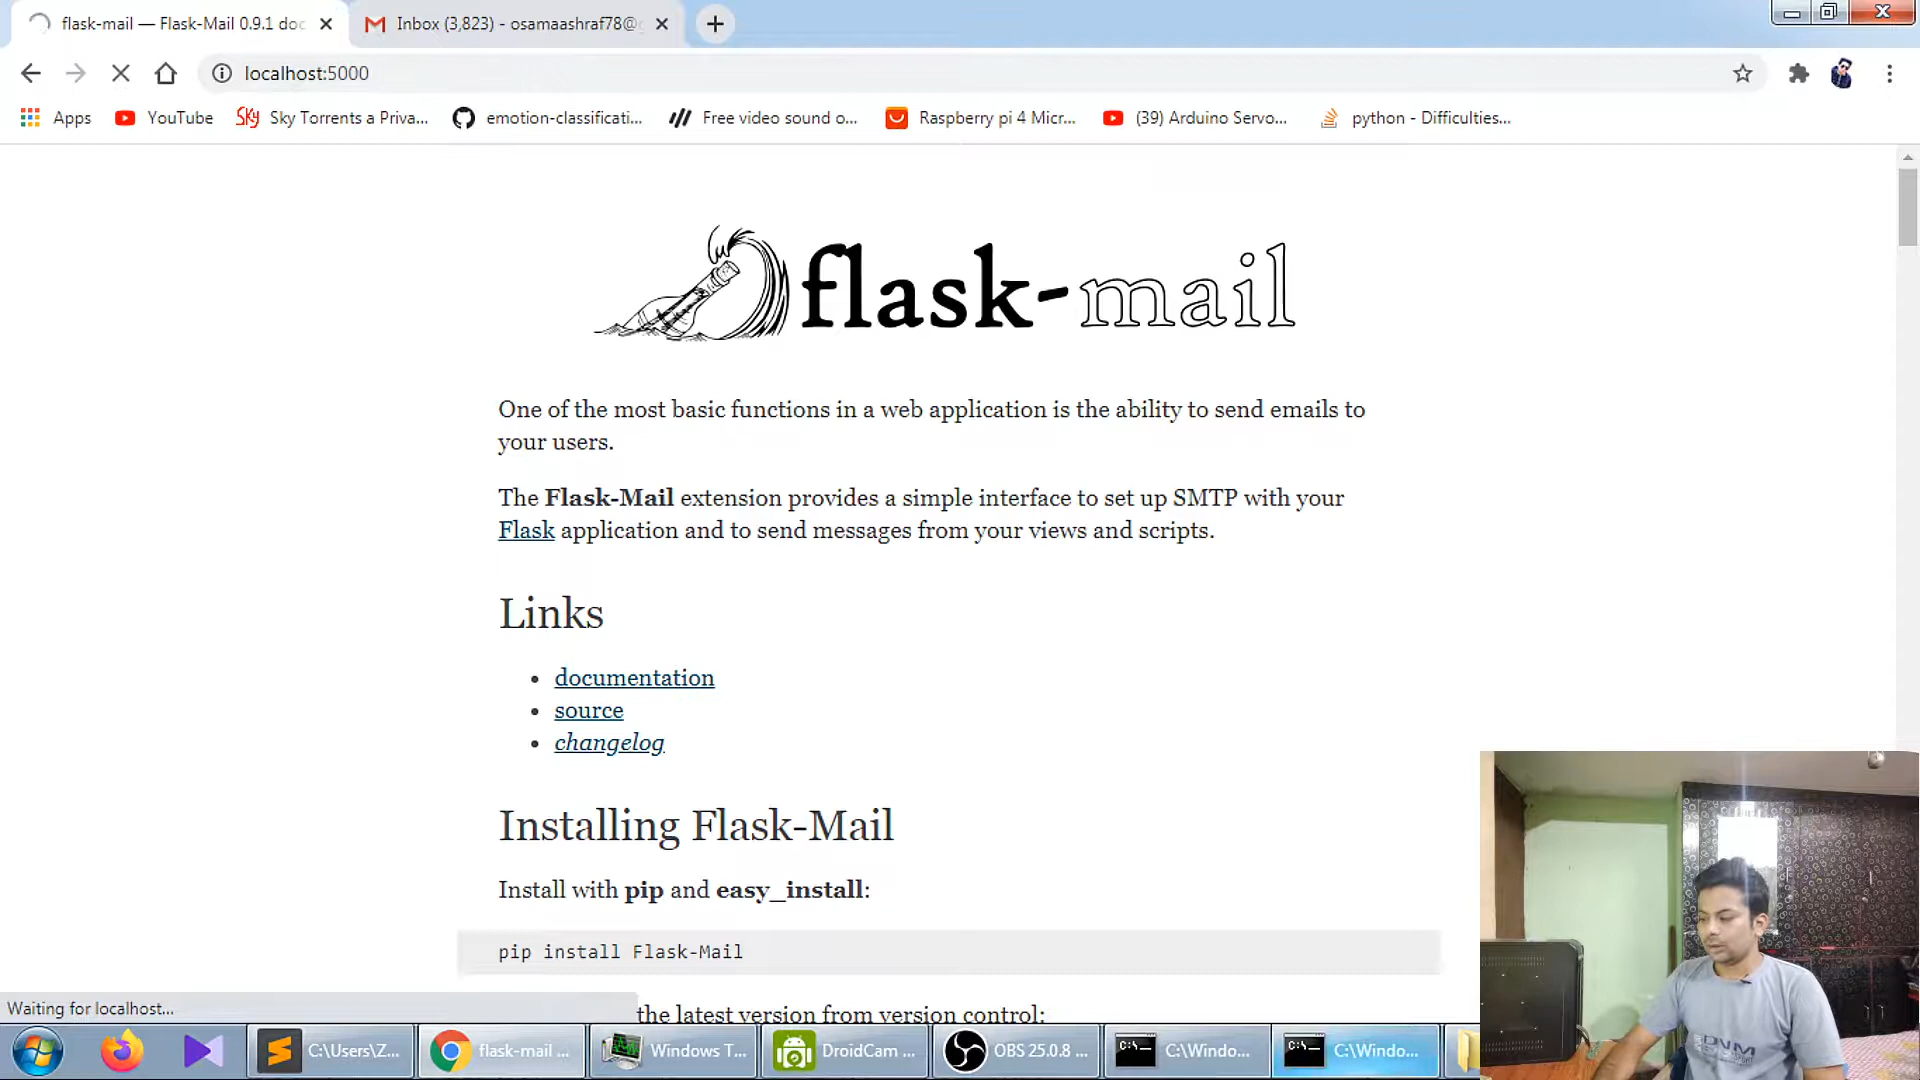 flask-mail — Flask-Mail 0.9.1 doc
Inbox (3,823) - osamaashraf78@
localhost:5000
Apps
YouTube
Sky Torrents a Priva...
emotion-classificati...
Free video sound o...
Raspberry pi 4 Micr...
(39) Arduino Servo...
python - Difficulties...
flask-mail
One of the most basic functions in a web application is the ability to send emails to
your users.
The Flask-Mail extension provides a simple interface to set up SMTP with your
Flask application and to send messages from your views and scripts.
Links
• documentation
• source
• changelog
Installing Flask-Mail
Install with pip and easy_install:
pip install Flask-Mail
the latest version from version control:
Waiting for localhost...
C:\Users\Z...
flask-mail ...
Windows T...
DroidCam ...
OBS 25.0.8 ...
C:\Windo...
C:\Windo...